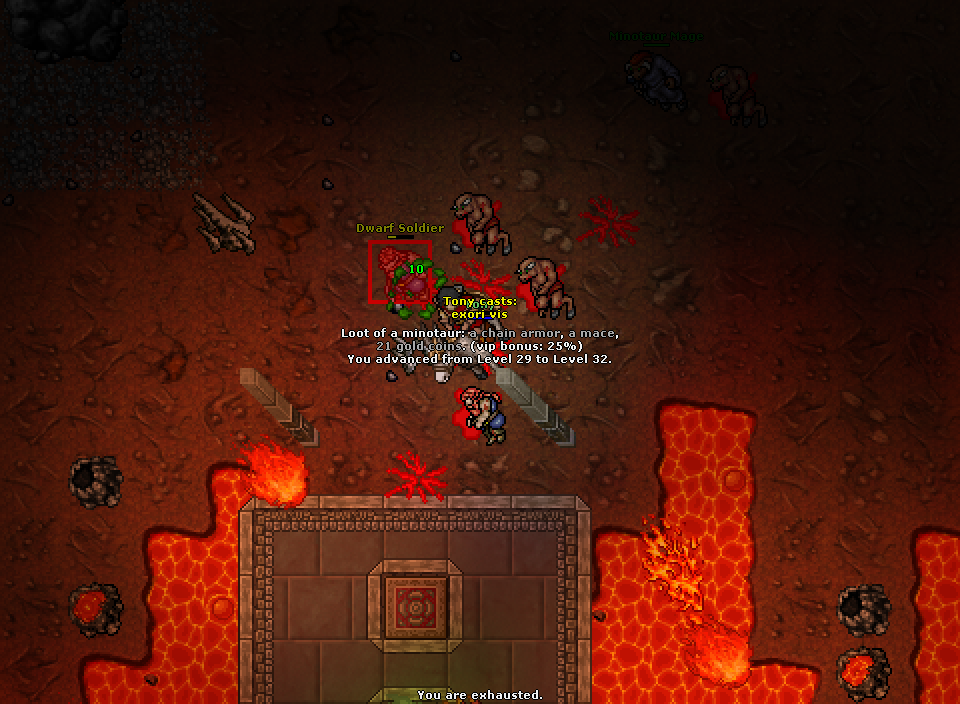 Minotaur Mage
Dwarf Soldier
10
Tony casts:
exori vis
Loot of a minotaur: a chain armor, a mace,
21 gold coins. (vip bonus: 25%)
You advanced from Level 29 to Level 32.
You are exhausted.